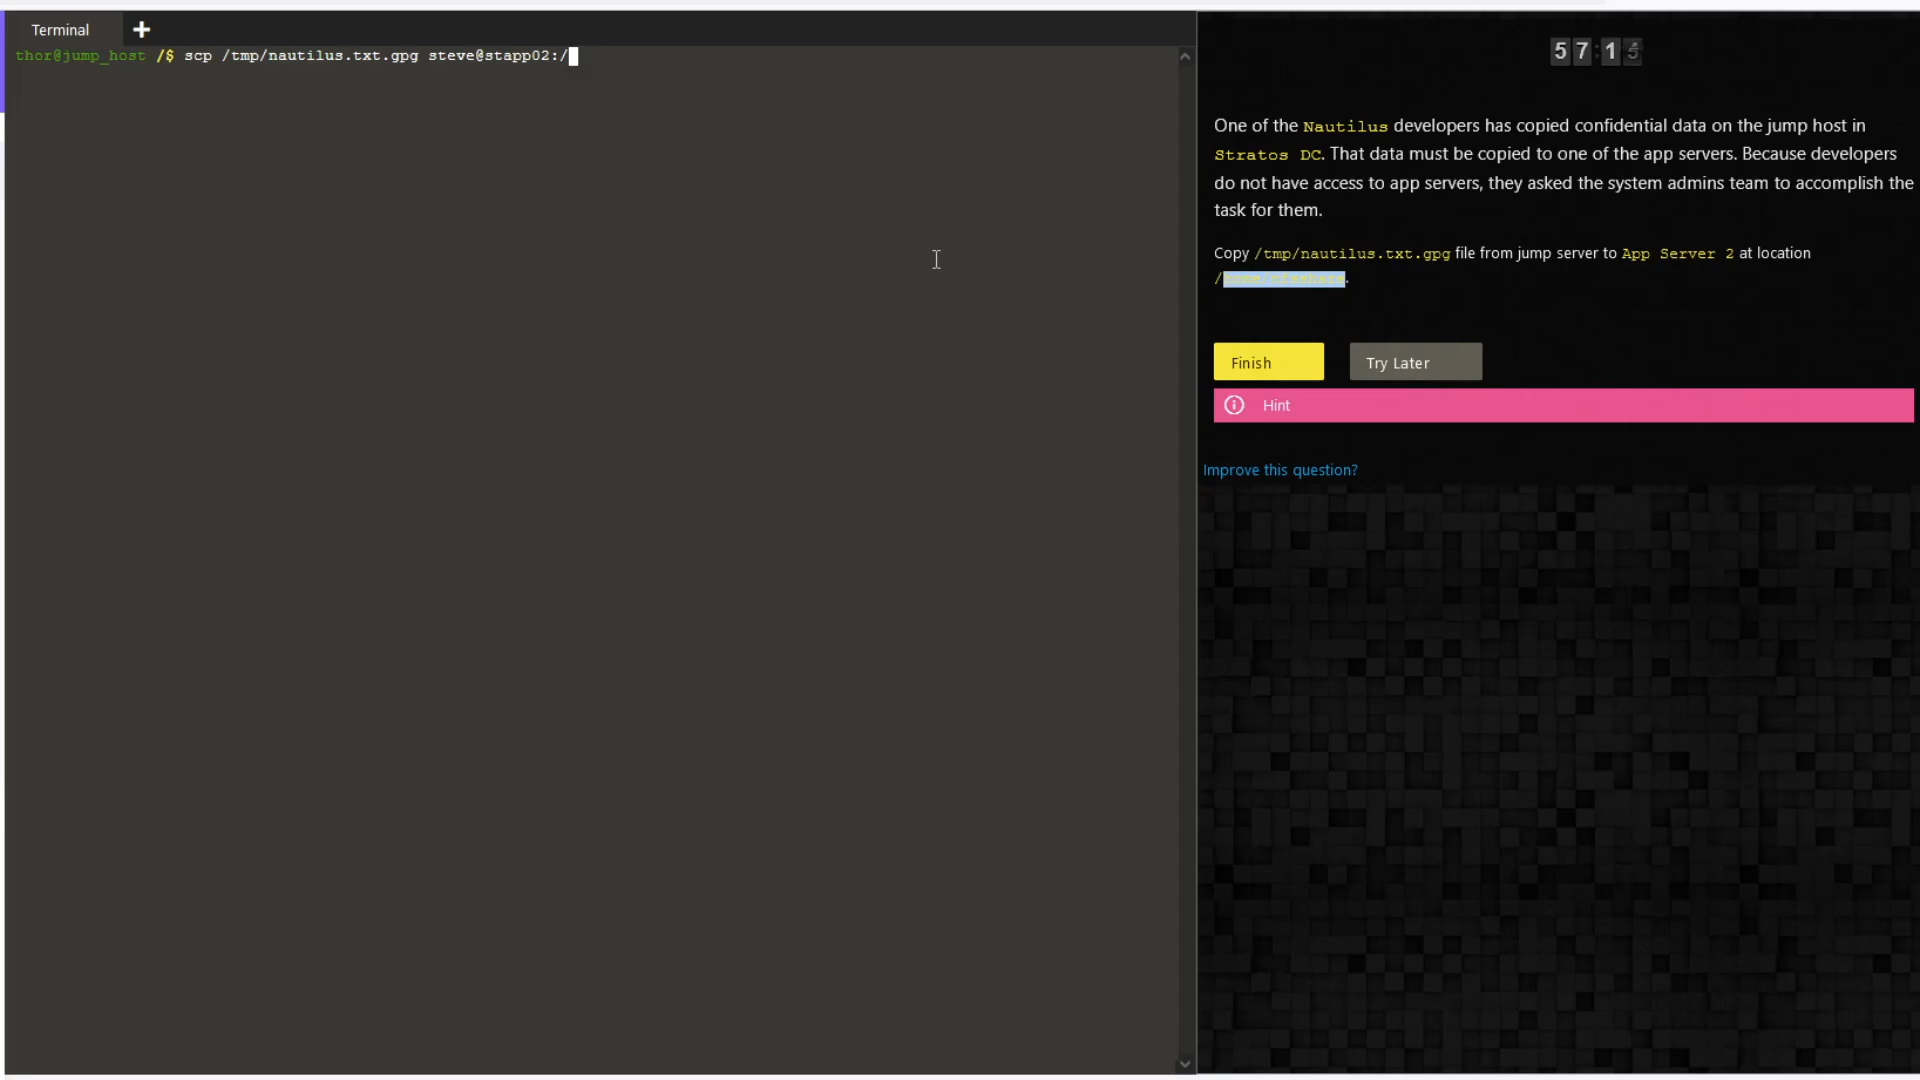 Terminal
thor@jump_host /$ scp /tmp/nautilus.txt.gpg steve@stapp02:/
57:1
One of the Nautilus developers has copied confidential data on the jump host in
Stratos DC. That data must be copied to one of the app servers. Because developers
do not have access to app servers, they asked the system admins team to accomplish the
task for them.
Copy /tmp/nautilus.txt.gpg file from jump server to App Server 2 at location
/
Finish
Try Later
Hint
Improve this question?